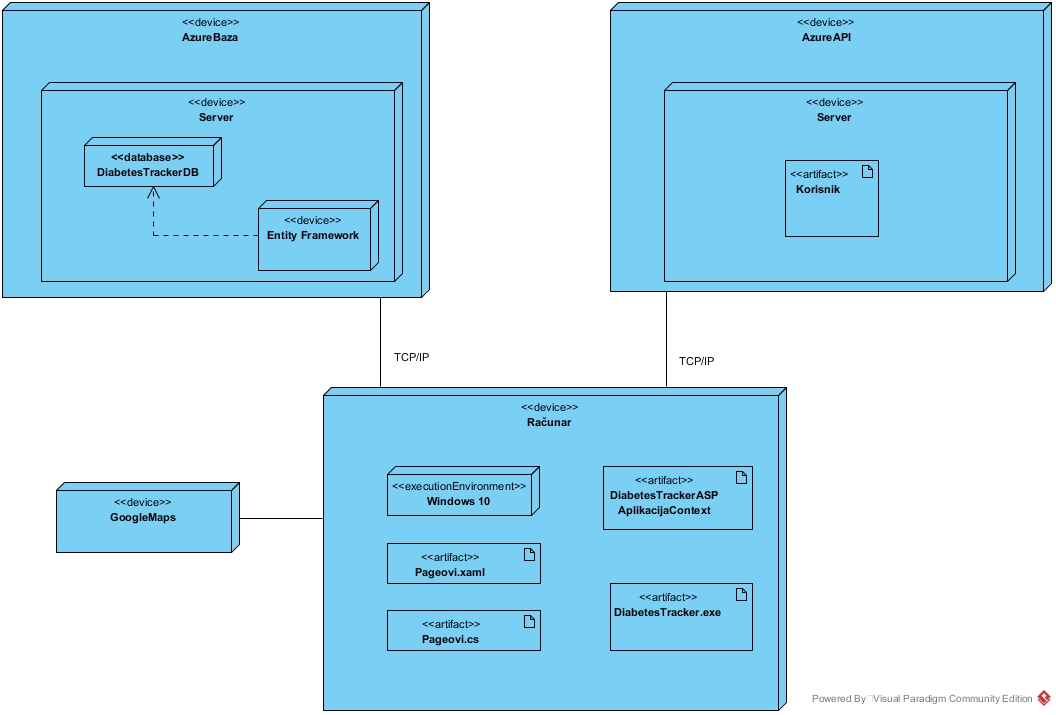 <<device>>
AzureBaza
<<device>>
Server
<<database>>
DiabetesTrackerDB
<<device>>
Entity Framework
<<device>>
AzureAPI
<<device>>
Server
<<artifact>>
Korisnik
TCP/IP
TCP/IP
<<device>>
Računar
<<executionEnvironment>>
Windows 10
<<artifact>>
Pageovi.xaml
<<artifact>>
Pageovi.cs
<<artifact>>
DiabetesTrackerASP
AplikacijaContext
<<artifact>>
DiabetesTracker.exe
<<device>>
GoogleMaps
Powered By Visual Paradigm Community Edition